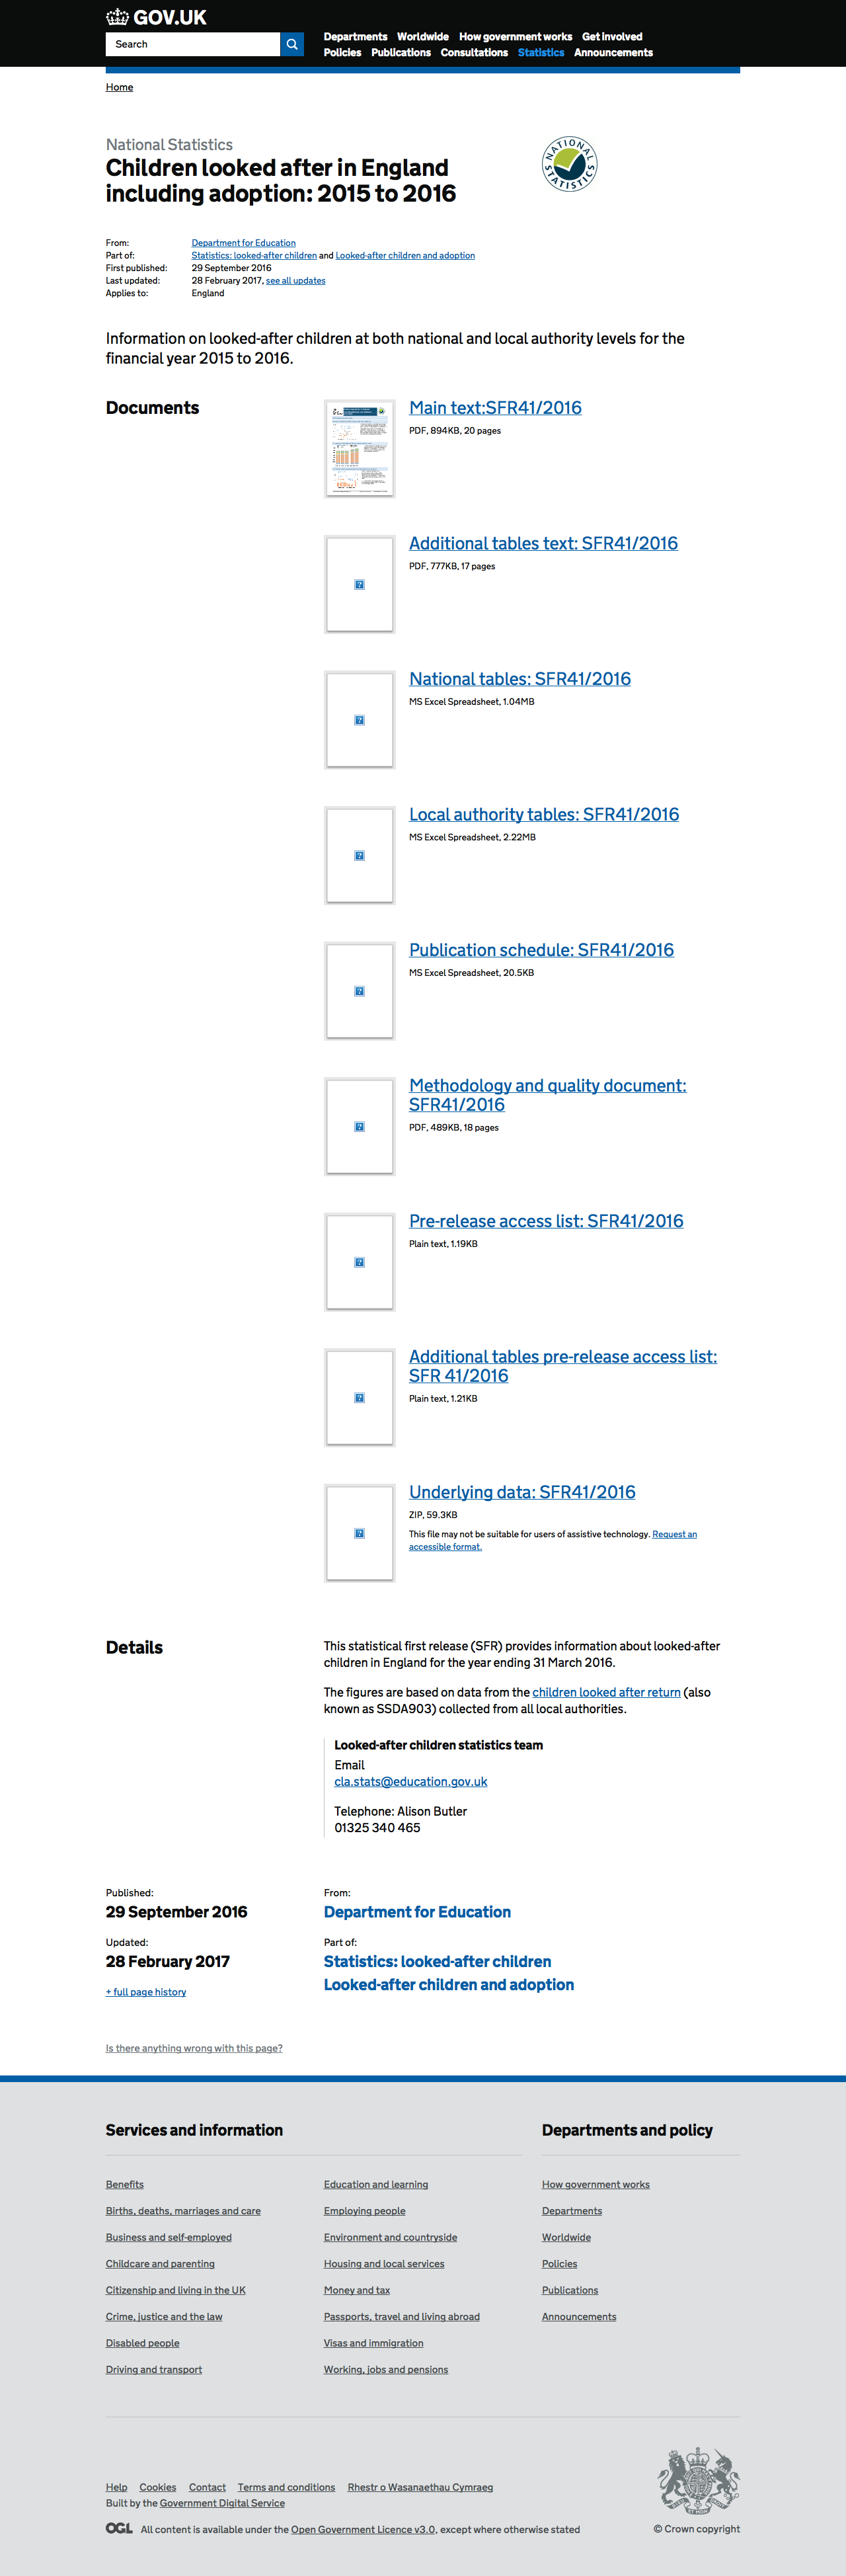 GOV.UK
Search
Departments Worldwide How government works Get involved
Policies Publications Consultations Statistics Announcements
Home
National Statistics
Children looked after in England
including adoption: 2015 to 2016
NATIONAL STATISTICS
From: Department for Education
Part of: Statistics: looked-after children and Looked-after children and adoption
First published: 29 September 2016
Last updated: 28 February 2017, see all updates
Applies to: England
Information on looked-after children at both national and local authority levels for the
financial year 2015 to 2016.
Documents
Main text:SFR41/2016
PDF, 894KB, 20 pages
Additional tables text: SFR41/2016
PDF, 777KB, 17 pages
National tables: SFR41/2016
MS Excel Spreadsheet, 1.04MB
Local authority tables: SFR41/2016
MS Excel Spreadsheet, 2.22MB
Publication schedule: SFR41/2016
MS Excel Spreadsheet, 20.5KB
Methodology and quality document:
SFR41/2016
PDF, 489KB, 18 pages
Pre-release access list: SFR41/2016
Plain text, 1.19KB
Additional tables pre-release access list:
SFR 41/2016
Plain text, 1.21KB
Underlying data: SFR41/2016
ZIP, 59.3KB
This file may not be suitable for users of assistive technology. Request an
accessible format.
Details
This statistical first release (SFR) provides information about looked-after
children in England for the year ending 31 March 2016.
The figures are based on data from the children looked after return (also
known as SSDA903) collected from all local authorities.
Looked-after children statistics team
Email
cla.stats@education.gov.uk
Telephone: Alison Butler
01325 340 465
Published:
29 September 2016
Updated:
28 February 2017
+ full page history
From:
Department for Education
Part of:
Statistics: looked-after children
Looked-after children and adoption
Is there anything wrong with this page?
Services and information
Benefits
Births, deaths, marriages and care
Business and self-employed
Childcare and parenting
Citizenship and living in the UK
Crime, justice and the law
Disabled people
Driving and transport
Education and learning
Employing people
Environment and countryside
Housing and local services
Money and tax
Passports, travel and living abroad
Visas and immigration
Working, jobs and pensions
Departments and policy
How government works
Departments
Worldwide
Policies
Publications
Announcements
Help Cookies Contact Terms and conditions Rhestr o Wasanaethau Cymraeg
Built by the Government Digital Service
OGL All content is available under the Open Government Licence v3.0, except where otherwise stated
© Crown copyright